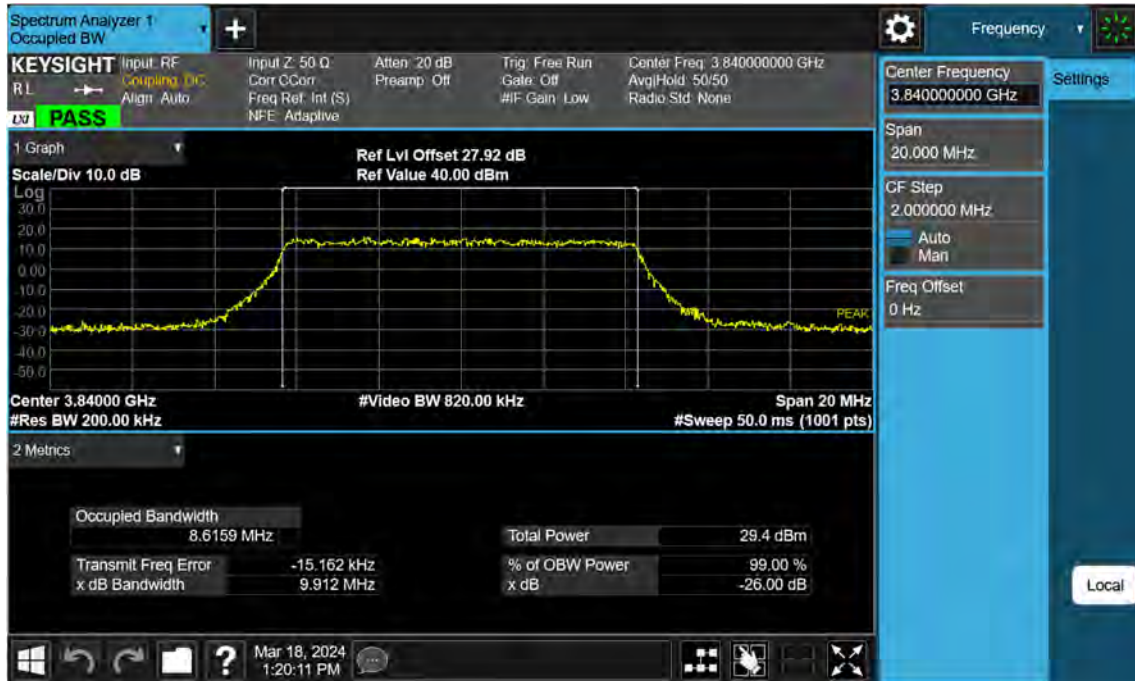 Spectrum Analyzer 1
Occupied BW
+
Frequency
KEYSIGHT
RL
LXI PASS
Input: RF
Coupling: DC
Align: Auto
Input Z: 50 Ω
Corr CCorr
Freq Ref: Int (S)
NFE: Adaptive
Atten: 20 dB
Preamp: Off
Trig: Free Run
Gate: Off
#IF Gain: Low
Center Freq: 3.840000000 GHz
Avg|Hold: 50/50
Radio Std: None
Center Frequency
3.840000000 GHz
Settings
Span
20.000 MHz
CF Step
2.000000 MHz
Auto
Man
Freq Offset
0 Hz
1 Graph
Scale/Div 10.0 dB
Ref Lvl Offset 27.92 dB
Ref Value 40.00 dBm
Log
30.0
20.0
10.0
0.00
-10.0
-20.0
-30.0
-40.0
-50.0
PEAK
Center 3.84000 GHz
#Video BW 820.00 kHz
Span 20 MHz
#Res BW 200.00 kHz
#Sweep 50.0 ms (1001 pts)
2 Metrics
Occupied Bandwidth
8.6159 MHz
Total Power 29.4 dBm
Transmit Freq Error -15.162 kHz
% of OBW Power 99.00 %
x dB Bandwidth 9.912 MHz
x dB -26.00 dB
Local
?
Mar 18, 2024
1:20:11 PM